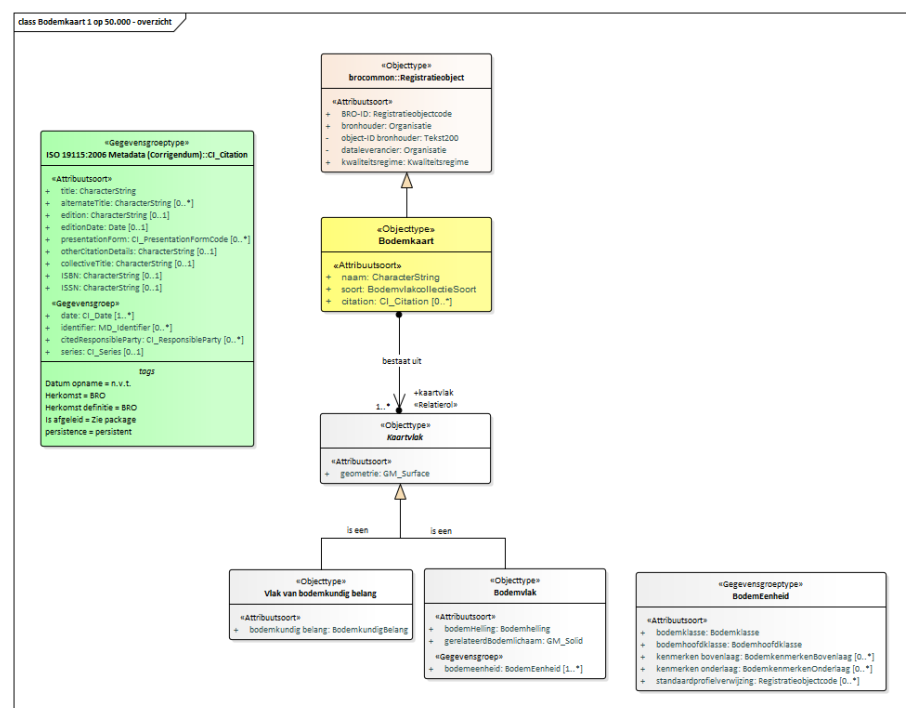 class Bodemkaart 1 op 50.000 - overzicht
«Objecttype»
brocommon::Registratieobject
«Attribuutsoort»
+ BRO-ID: Registratieobjectcode
+ bronhouder: Organisatie
- object-ID bronhouder: Tekst200
- dataleverancier: Organisatie
+ kwaliteitsregime: Kwaliteitsregime
«Gegevensgroeptype»
ISO 19115:2006 Metadata (Corrigendum)::CI_Citation
«Attribuutsoort»
+ title: CharacterString
+ alternateTitle: CharacterString [0..*]
+ edition: CharacterString [0..1]
+ editionDate: Date [0..1]
+ presentationForm: CI_PresentationFormCode [0..*]
+ otherCitationDetails: CharacterString [0..1]
+ collectiveTitle: CharacterString [0..1]
+ ISBN: CharacterString [0..1]
+ ISSN: CharacterString [0..1]
«Gegevensgroep»
+ date: CI_Date [1..*]
+ identifier: MD_Identifier [0..*]
+ citedResponsibleParty: CI_ResponsibleParty [0..*]
+ series: CI_Series [0..1]
tags
Datum opname = n.v.t.
Herkomst = BRO
Herkomst definitie = BRO
Is afgeleid = Zie package
persistence = persistent
«Objecttype»
Bodemkaart
«Attribuutsoort»
+ naam: CharacterString
+ soort: BodemvlakcollectieSoort
+ citation: CI_Citation [0..*]
bestaat uit
+kaartvlak
1..* «Relatierol»
«Objecttype»
Kaartvlak
«Attribuutsoort»
+ geometrie: GM_Surface
is een
is een
«Objecttype»
Vlak van bodemkundig belang
«Attribuutsoort»
+ bodemkundig belang: BodemkundigBelang
«Objecttype»
Bodemvlak
«Attribuutsoort»
+ bodemHelling: Bodemhelling
+ gerelateerdBodemlichaam: GM_Solid
«Gegevensgroep»
+ bodemeenheid: BodemEenheid [1..*]
«Gegevensgroeptype»
BodemEenheid
«Attribuutsoort»
+ bodemklasse: Bodemklasse
+ bodemhoofdklasse: Bodemhoofdklasse
+ kenmerken bovenlaag: BodemkenmerkenBovenlaag [0..*]
+ kenmerken onderlaag: BodemkenmerkenOnderlaag [0..*]
+ standaardprofielverwijzing: Registratieobjectcode [0..*]